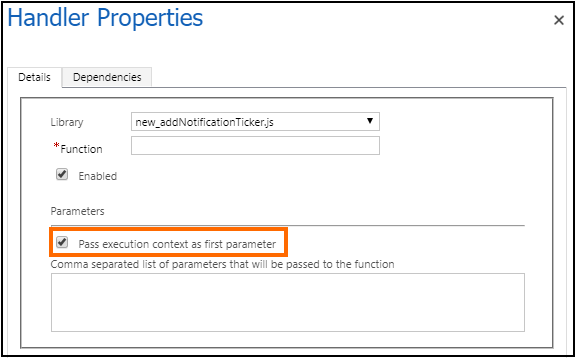 Handler Properties
Details Dependencies
Library new_addNotificationTicker.js
*Function
Enabled
Parameters
Pass execution context as first parameter
Comma separated list of parameters that will be passed to the function